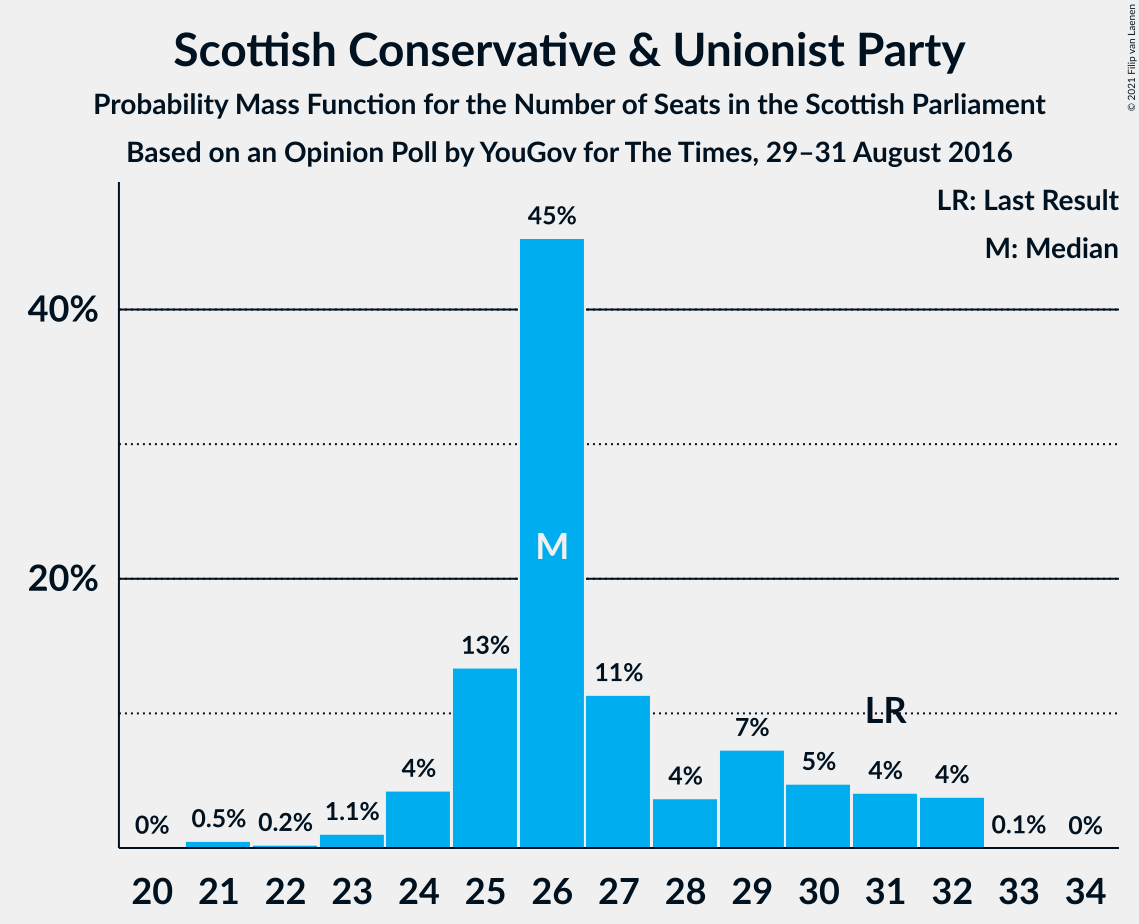 Scottish Conservative & Unionist Party
Probability Mass Function for the Number of Seats in the Scottish Parliament
Based on an Opinion Poll by YouGov for The Times, 29–31 August 2016
© 2021 Filip van Laenen
LR: Last Result
M: Median
45%
40%
M
20%
13%
11%
LR
7%
4%
4%
5%
4%
4%
0%
0.5%
0.2%
1.1%
0.1%
0%
20 21 22 23 24 25 26 27 28 29 30 31 32 33 34